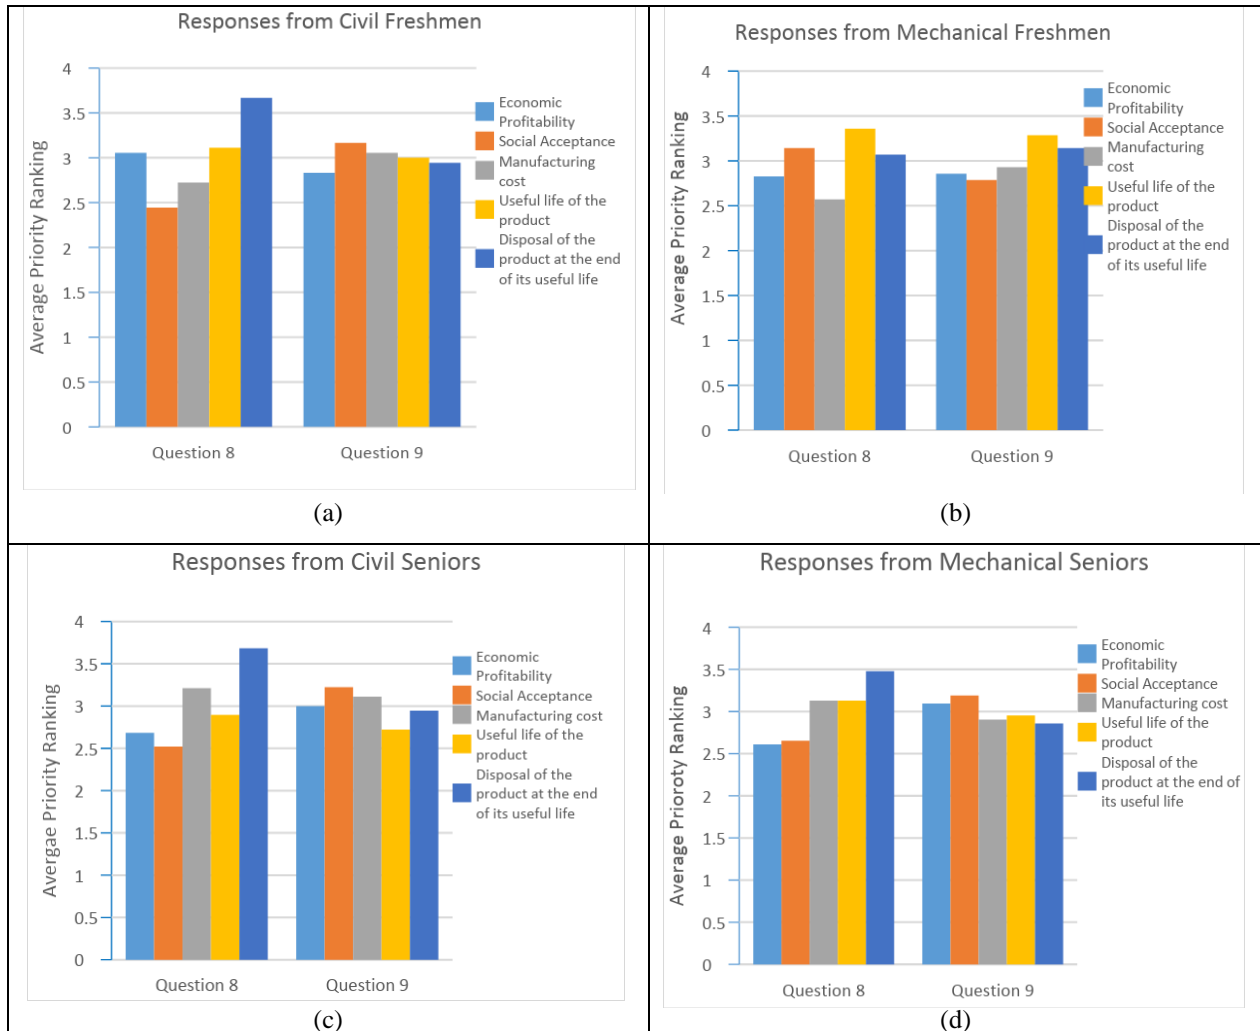 Responses from Civil Freshmen
4
3.5
3
2.5
2
1.5
1
0.5
0
Average Priority Ranking
Question 8
Question 9
Economic
Profitability
Social Acceptance
Manufacturing
cost
Useful life of the
product
Disposal of the
product at the end
of its useful life
(a)
Responses from Mechanical Freshmen
4
3.5
3
2.5
2
1.5
1
0.5
0
Average Priority Ranking
Question 8
Question 9
Economic
Profitability
Social Acceptance
Manufacturing
cost
Useful life of the
product
Disposal of the
product at the end
of its useful life
(b)
Responses from Civil Seniors
4
3.5
3
2.5
2
1.5
1
0.5
0
Avergae Priority Ranking
Question 8
Question 9
Economic
Profitability
Social Acceptance
Manufacturing cost
Useful life of the
product
Disposal of the
product at the end
of its useful life
(c)
Responses from Mechanical Seniors
4
3.5
3
2.5
2
1.5
1
0.5
0
Average Prioroty Ranking
Question 8
Question 9
Economic
Profitability
Social Acceptance
Manufacturing cost
Useful life of the
product
Disposal of the
product at the end of
its useful life
(d)